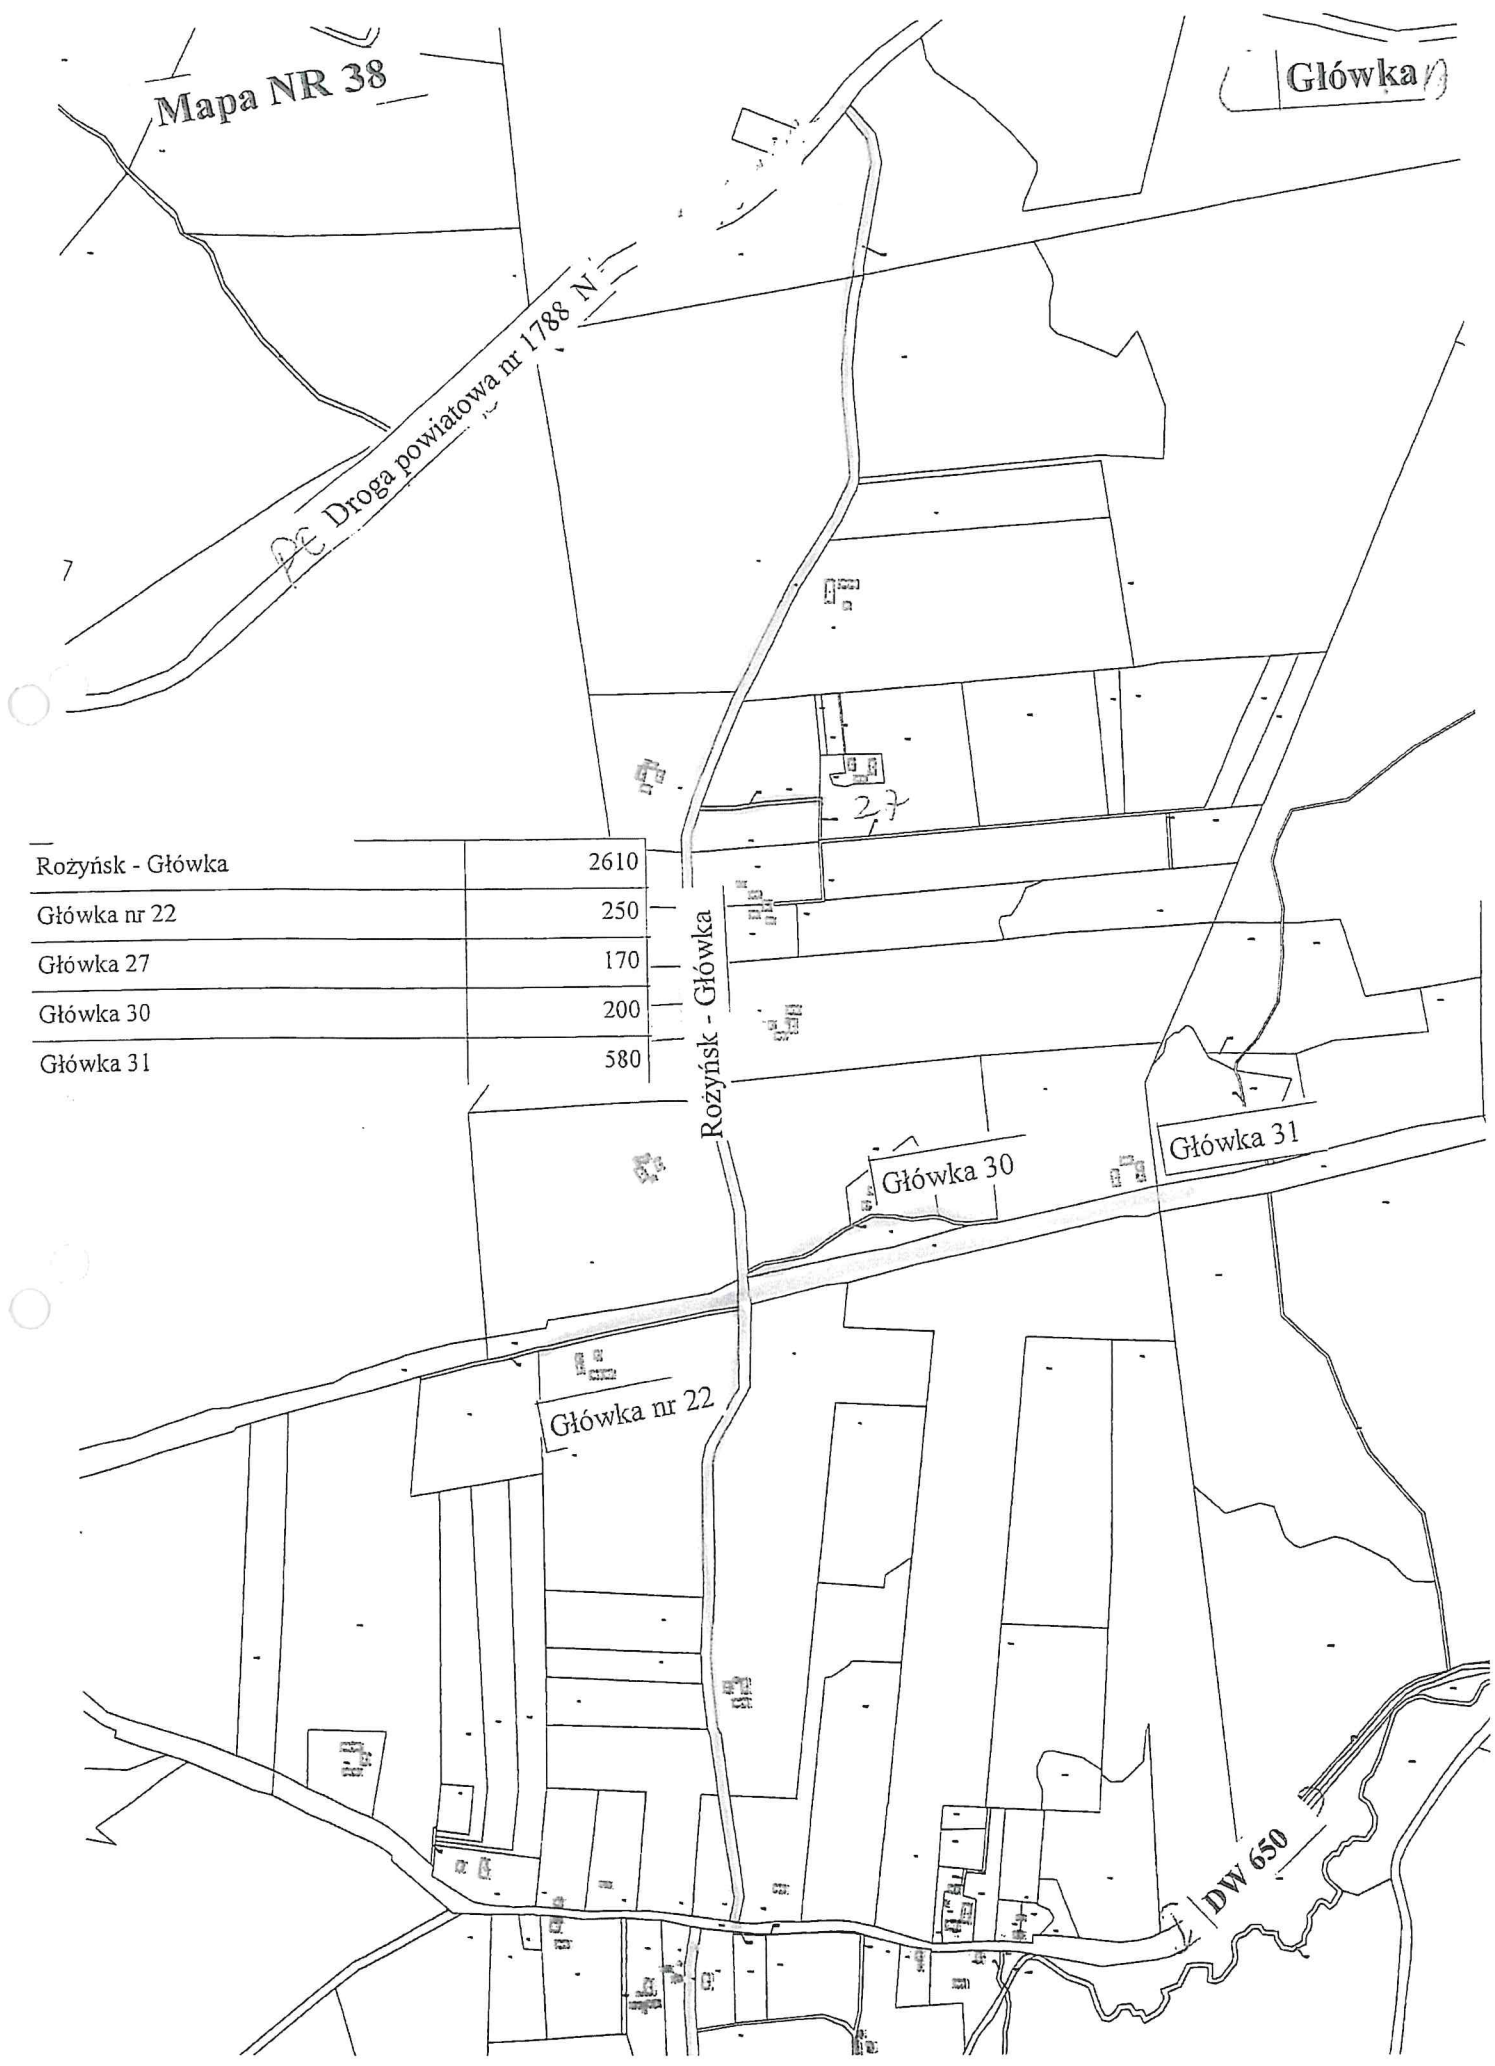 Mapa NR 38
Główka
Droga powiatowa nr 1788 N
7
27
Rożyńsk - Główka 2610
Główka nr 22 250
Główka 27 170
Główka 30 200
Główka 31 580
Rożyńsk - Główka
Główka 31
Główka 30
Główka nr 22
DW 650